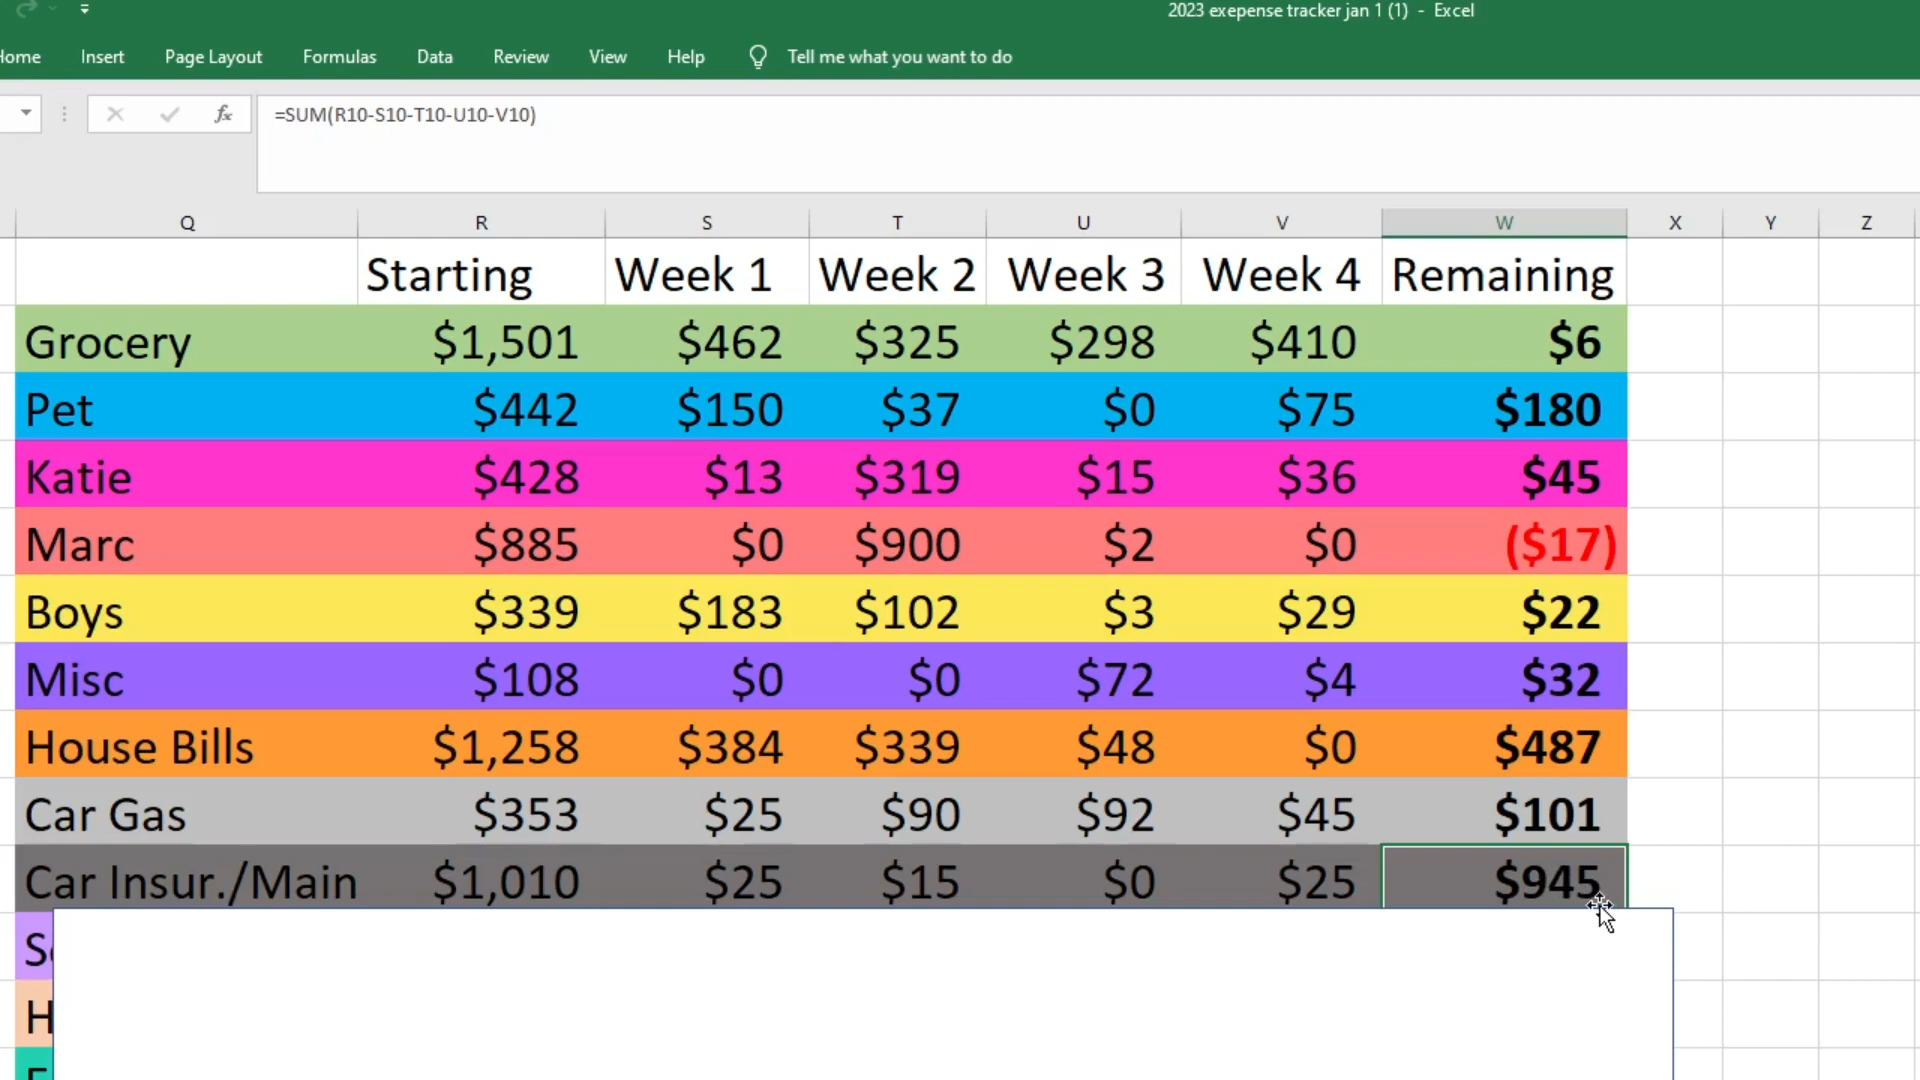 2023 exepense tracker jan 1 (1) - Excel
Home Insert Page Layout Formulas Data Review View Help Tell me what you want to do
fx =SUM(R10-S10-T10-U10-V10)
Q R S T U V W X Y Z
Starting Week 1 Week 2 Week 3 Week 4 Remaining
Grocery $1,501 $462 $325 $298 $410 $6
Pet $442 $150 $37 $0 $75 $180
Katie $428 $13 $319 $15 $36 $45
Marc $885 $0 $900 $2 $0 ($17)
Boys $339 $183 $102 $3 $29 $22
Misc $108 $0 $0 $72 $4 $32
House Bills $1,258 $384 $339 $48 $0 $487
Car Gas $353 $25 $90 $92 $45 $101
Car Insur./Main $1,010 $25 $15 $0 $25 $945
S
H